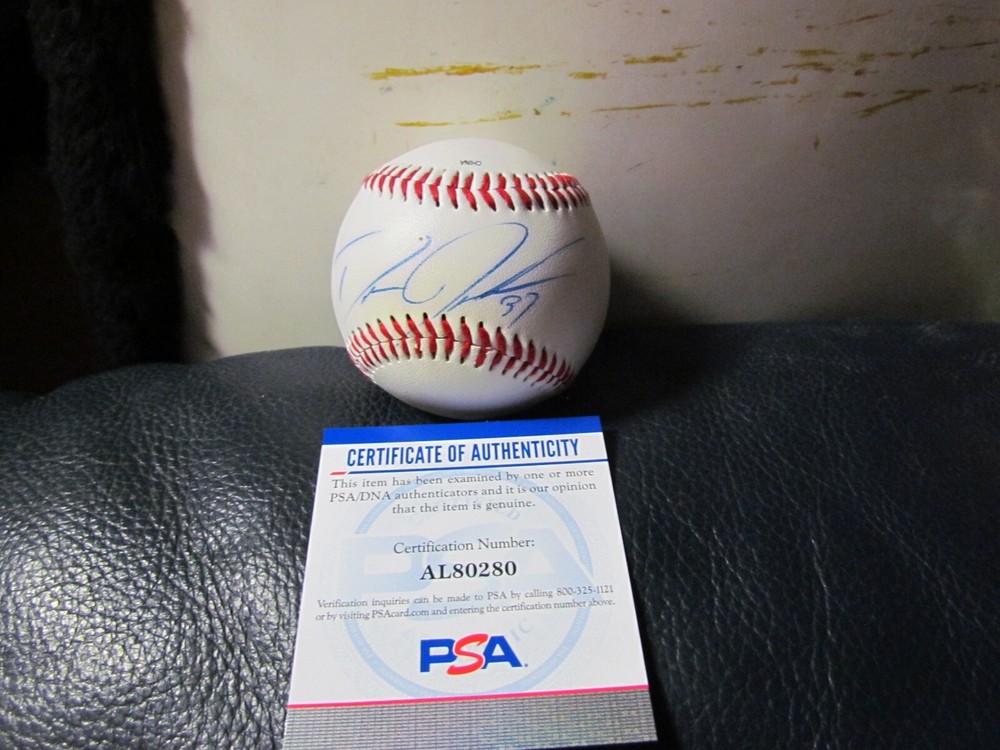 37
CERTIFICATE OF AUTHENTICITY
This item has been examined by one or more
PSA/DNA authenticators and it is our opinion
that the item is genuine.
Certification Number:
AL80280
Verification inquiries can be made to PSA by calling 800-325-1121
or by visiting PSAcard.com and entering the certification number above.
PSA